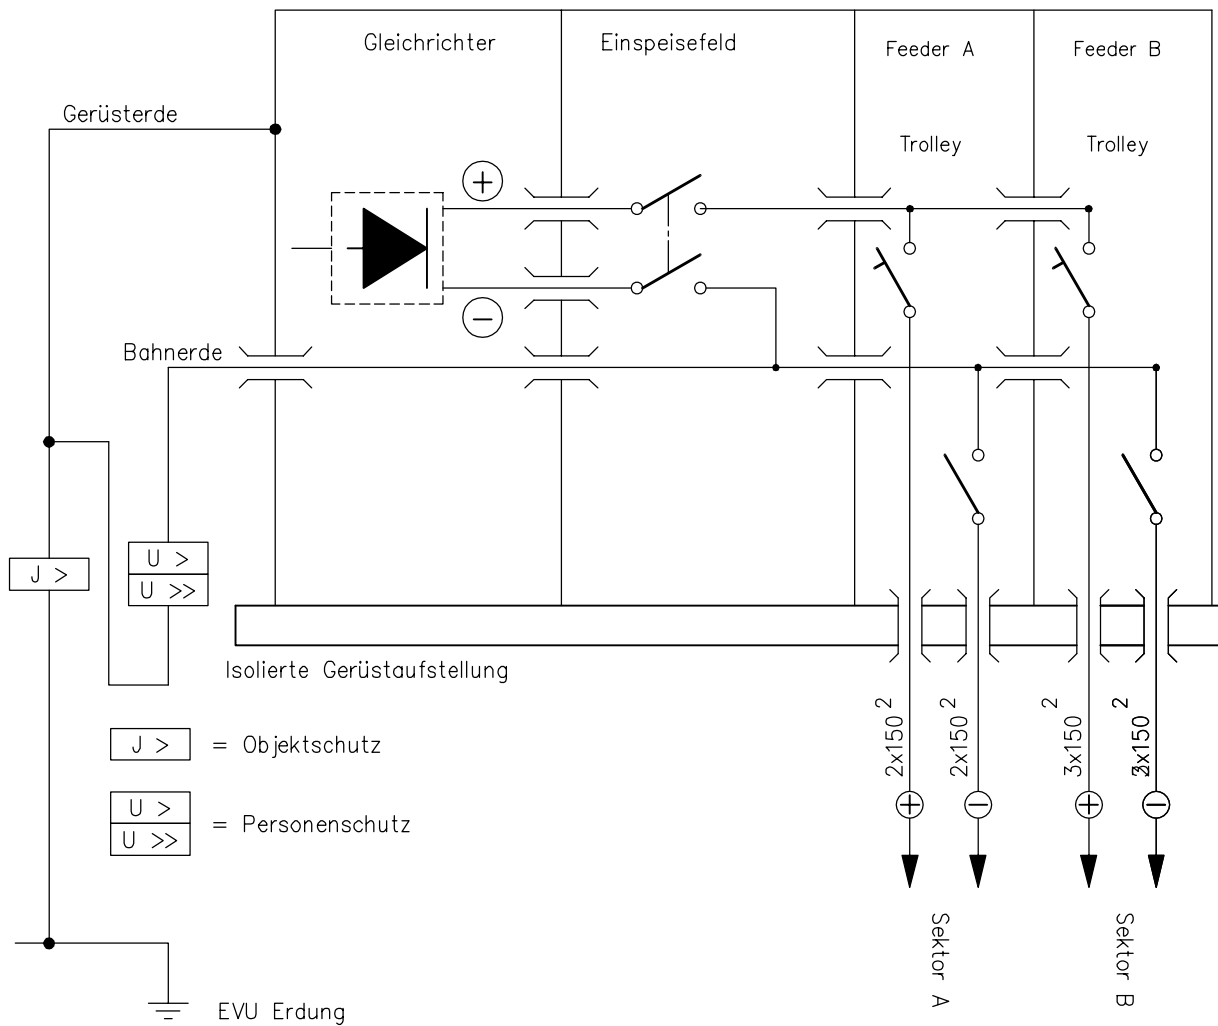 Gleichrichter
Einspeisefeld
Feeder A
Feeder B
Gerüsterde
Trolley
Trolley
+
−
Bahnerde
J >
U >
U >>
Isolierte Gerüstaufstellung
J > = Objektschutz
U >
U >> = Personenschutz
2x150 2
2x150 2
3x150 2
x150 2
+
−
+
−
Sektor A
Sektor B
EVU Erdung